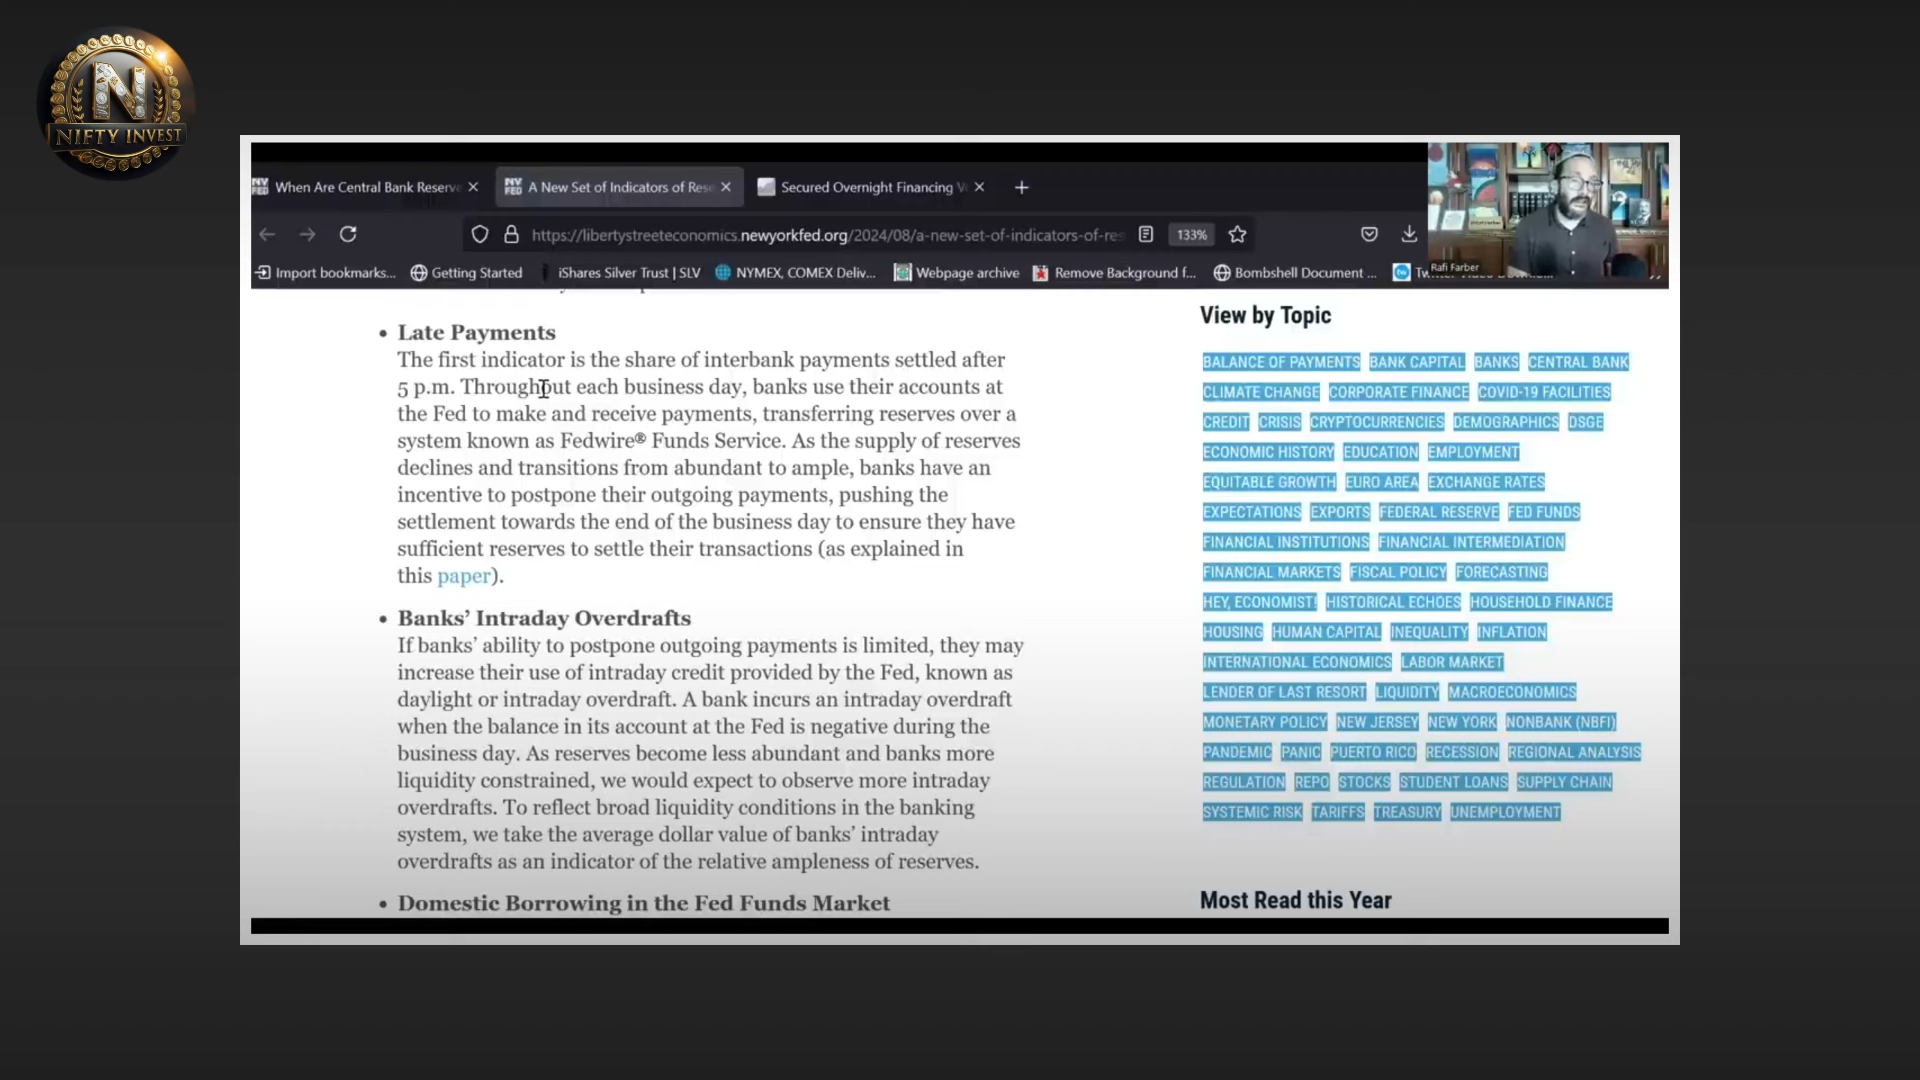 NIFTY INVEST
When Are Central Bank Reserve
A New Set of Indicators of Rese
Secured Overnight Financing V
https://libertystreeteconomics.newyorkfed.org/2024/08/a-new-set-of-indicators-of-res
133%
Import bookmarks...
Getting Started
iShares Silver Trust | SLV
NYMEX, COMEX Deliv...
Webpage archive
Remove Background f...
Bombshell Document ...
Rafi Farber
• Late Payments
The first indicator is the share of interbank payments settled after
5 p.m. Throughout each business day, banks use their accounts at
the Fed to make and receive payments, transferring reserves over a
system known as Fedwire® Funds Service. As the supply of reserves
declines and transitions from abundant to ample, banks have an
incentive to postpone their outgoing payments, pushing the
settlement towards the end of the business day to ensure they have
sufficient reserves to settle their transactions (as explained in
this paper).
• Banks’ Intraday Overdrafts
If banks’ ability to postpone outgoing payments is limited, they may
increase their use of intraday credit provided by the Fed, known as
daylight or intraday overdraft. A bank incurs an intraday overdraft
when the balance in its account at the Fed is negative during the
business day. As reserves become less abundant and banks more
liquidity constrained, we would expect to observe more intraday
overdrafts. To reflect broad liquidity conditions in the banking
system, we take the average dollar value of banks’ intraday
overdrafts as an indicator of the relative ampleness of reserves.
• Domestic Borrowing in the Fed Funds Market
View by Topic
BALANCE OF PAYMENTS BANK CAPITAL BANKS CENTRAL BANK
CLIMATE CHANGE CORPORATE FINANCE COVID-19 FACILITIES
CREDIT CRISIS CRYPTOCURRENCIES DEMOGRAPHICS DSGE
ECONOMIC HISTORY EDUCATION EMPLOYMENT
EQUITABLE GROWTH EURO AREA EXCHANGE RATES
EXPECTATIONS EXPORTS FEDERAL RESERVE FED FUNDS
FINANCIAL INSTITUTIONS FINANCIAL INTERMEDIATION
FINANCIAL MARKETS FISCAL POLICY FORECASTING
HEY, ECONOMIST! HISTORICAL ECHOES HOUSEHOLD FINANCE
HOUSING HUMAN CAPITAL INEQUALITY INFLATION
INTERNATIONAL ECONOMICS LABOR MARKET
LENDER OF LAST RESORT LIQUIDITY MACROECONOMICS
MONETARY POLICY NEW JERSEY NEW YORK NONBANK (NBFI)
PANDEMIC PANIC PUERTO RICO RECESSION REGIONAL ANALYSIS
REGULATION REPO STOCKS STUDENT LOANS SUPPLY CHAIN
SYSTEMIC RISK TARIFFS TREASURY UNEMPLOYMENT
Most Read this Year